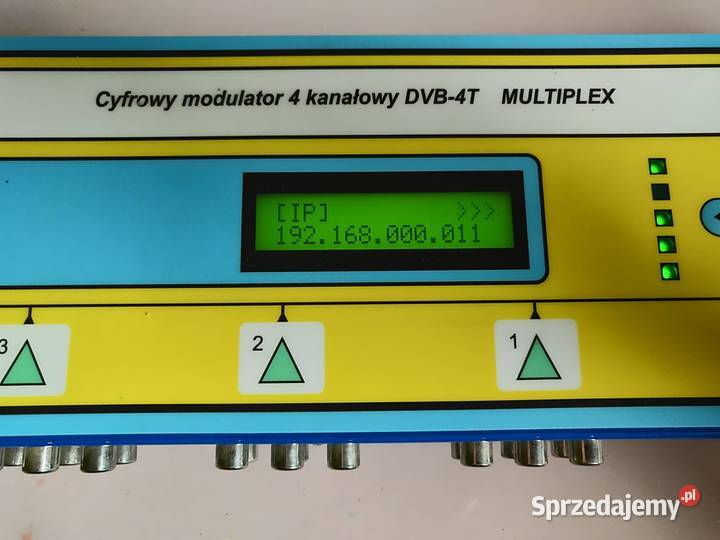 Cyfrowy modulator 4 kanałowy DVB-4T MULTIPLEX
[IP] >>>
192.168.000.011
3 2 1
Sprzedajemy.pl